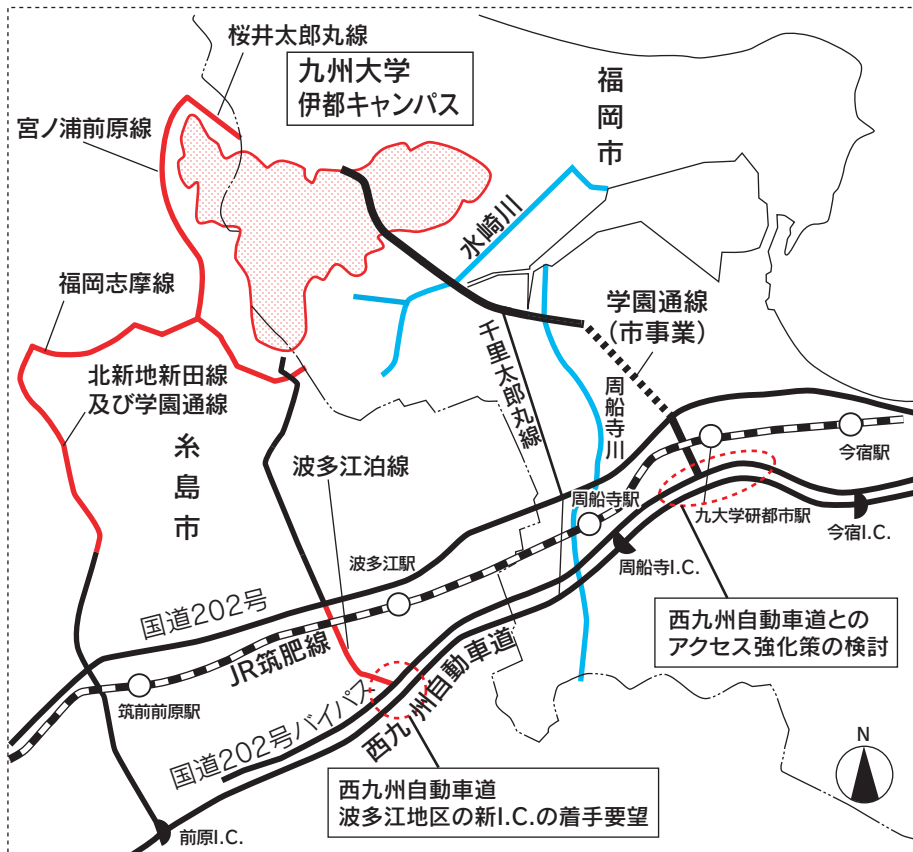 桜井太郎丸線
九州大学
伊都キャンパス
福岡市
宮ノ浦前原線
水崎川
福岡志摩線
学園通線
（市事業）
北新地新田線
及び学園通線
千里太郎丸線
周船寺川
糸島市
波多江泊線
今宿駅
周船寺駅
九大学研都市駅
今宿I.C.
波多江駅
周船寺I.C.
国道202号
西九州自動車道との
アクセス強化策の検討
JR筑肥線
筑前前原駅
国道202号バイパス
西九州自動車道
N
西九州自動車道
波多江地区の新I.C.の着手要望
前原I.C.